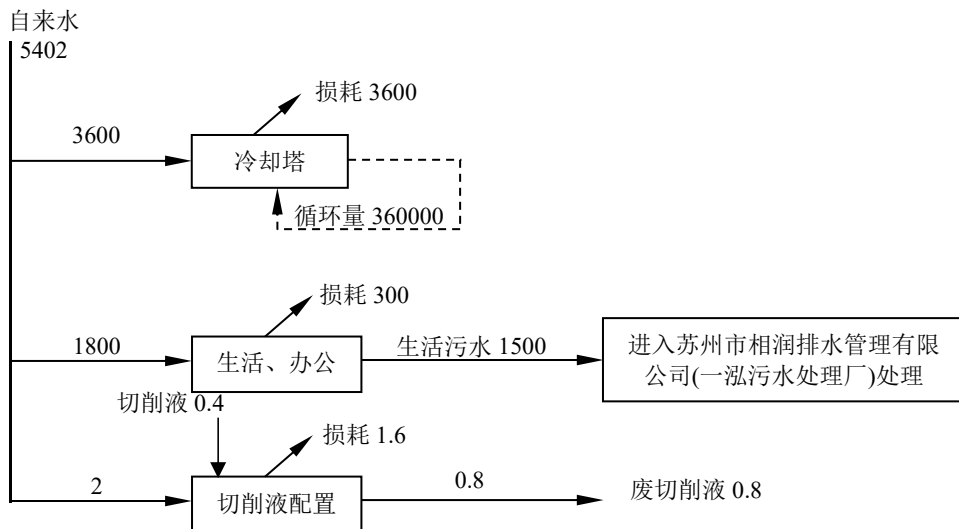 自来水
5402
损耗 3600
3600
冷却塔
循环量 360000
损耗 300
1800
生活、办公
生活污水 1500
进入苏州市相润排水管理有限
公司(一泓污水处理厂)处理
切削液 0.4
损耗 1.6
2
切削液配置
0.8
废切削液 0.8